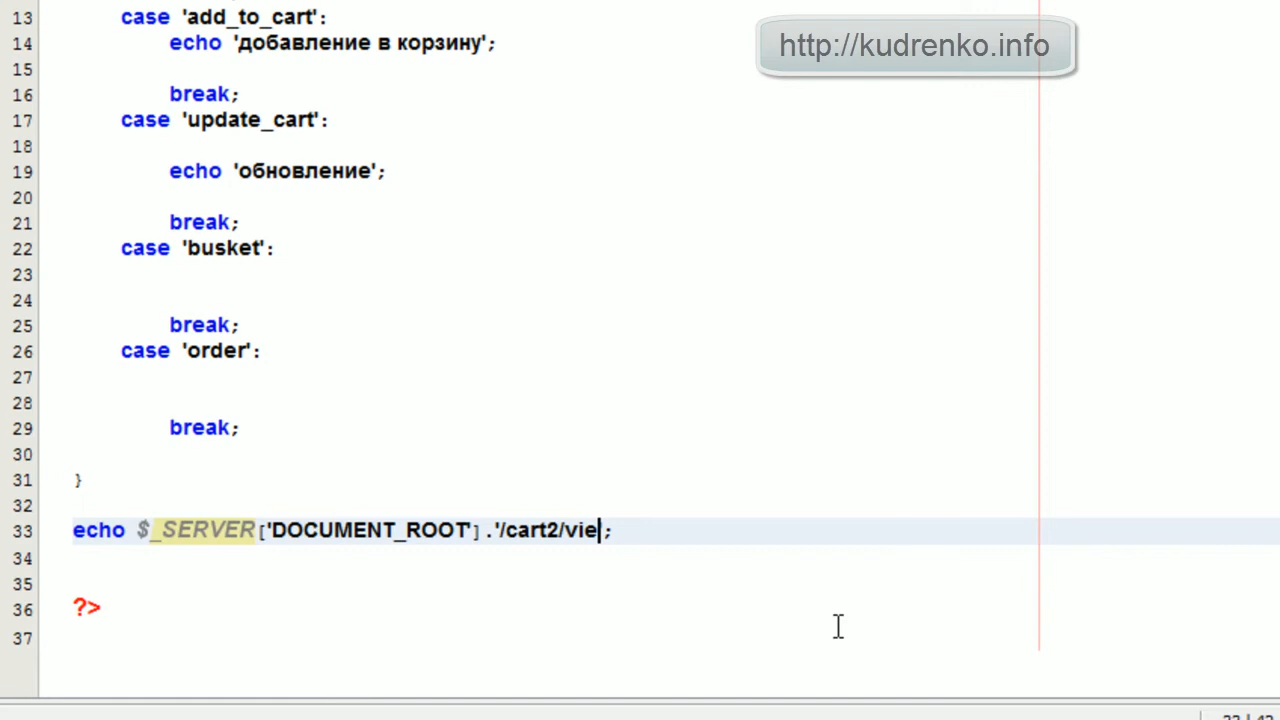 http://kudrenko.info
13 case 'add_to_cart':
14 echo 'добавление в корзину';
15
16 break;
17 case 'update_cart':
18
19 echo 'обновление';
20
21 break;
22 case 'busket':
23
24
25 break;
26 case 'order':
27
28
29 break;
30
31 }
32
33 echo $_SERVER['DOCUMENT_ROOT'].'/cart2/vie;
34
35
36 ?>
37